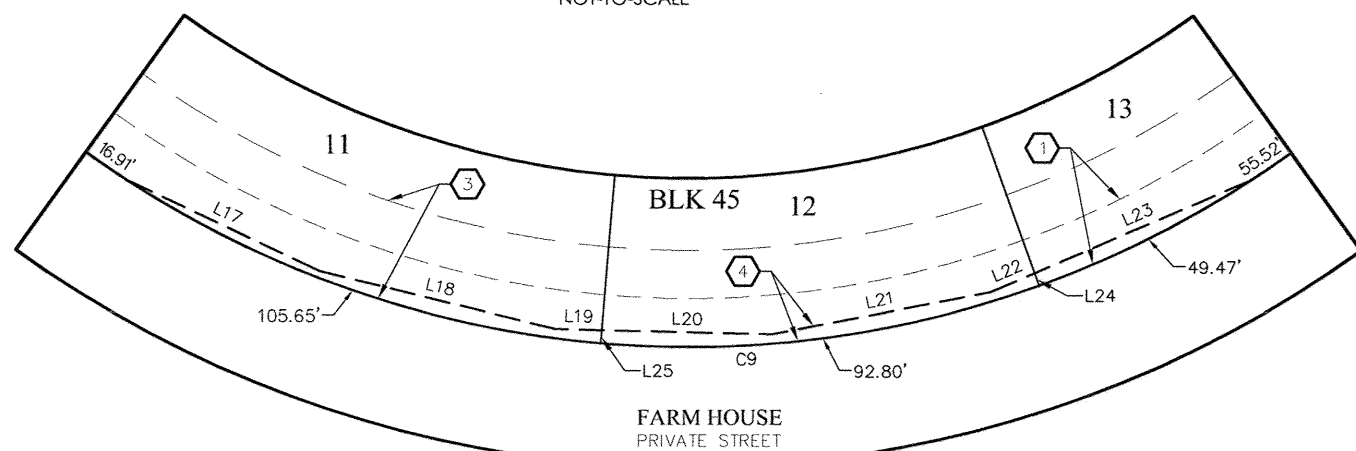 NOT-TO-SCALE
13
11
1
16.91'
55.52'
3
BLK 45
12
L17
L23
4
L22
49.47'
L18
L21
L24
105.65'
L19
L20
C9
L25
92.80'
FARM HOUSE
PRIVATE STREET